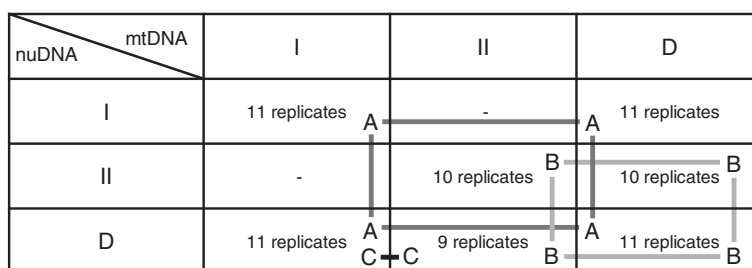 mtDNA
nuDNA
I II D
I 11 replicates - 11 replicates
A A
II - 10 replicates 10 replicates
B B
D 11 replicates 9 replicates 11 replicates
A A
C C B B